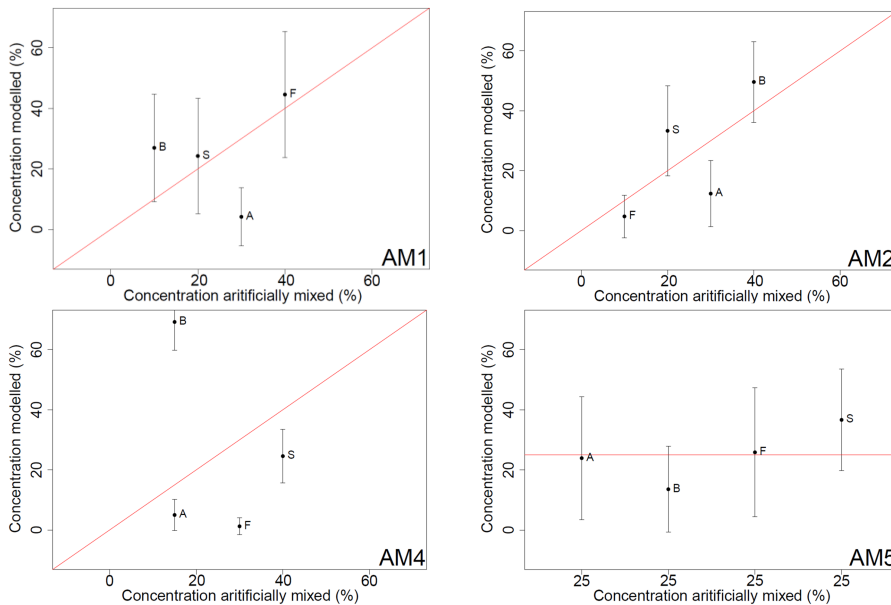 Concentration modelled (%)
60
40
20
0
B
S
F
A
AM1
0 20 40 60
Concentration aritificially mixed (%)
Concentration modelled (%)
60
40
20
0
B
S
A
F
AM2
0 20 40 60
Concentration aritificially mixed (%)
Concentration modelled (%)
60
40
20
0
B
S
A
F
AM4
0 20 40 60
Concentration aritificially mixed (%)
Concentration modelled (%)
60
40
20
0
A
B
F
S
AM5
25 25 25 25
Concentration aritificially mixed (%)